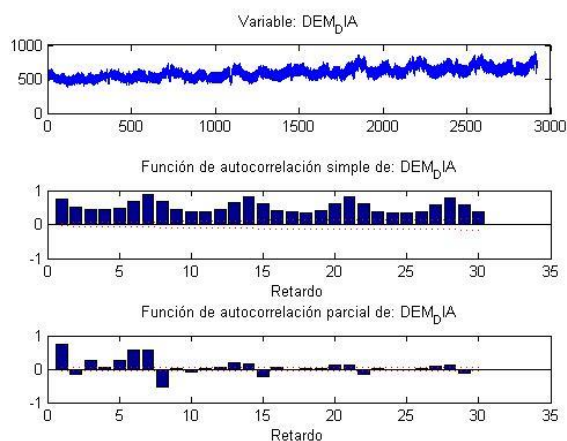 Variable: DEM_DIA
1000
500
0
0 500 1000 1500 2000 2500 3000
Función de autocorrelación simple de: DEM_DIA
1
0
-1
0 5 10 15 20 25 30 35
Retardo
Función de autocorrelación parcial de: DEM_DIA
1
0
-1
0 5 10 15 20 25 30 35
Retardo